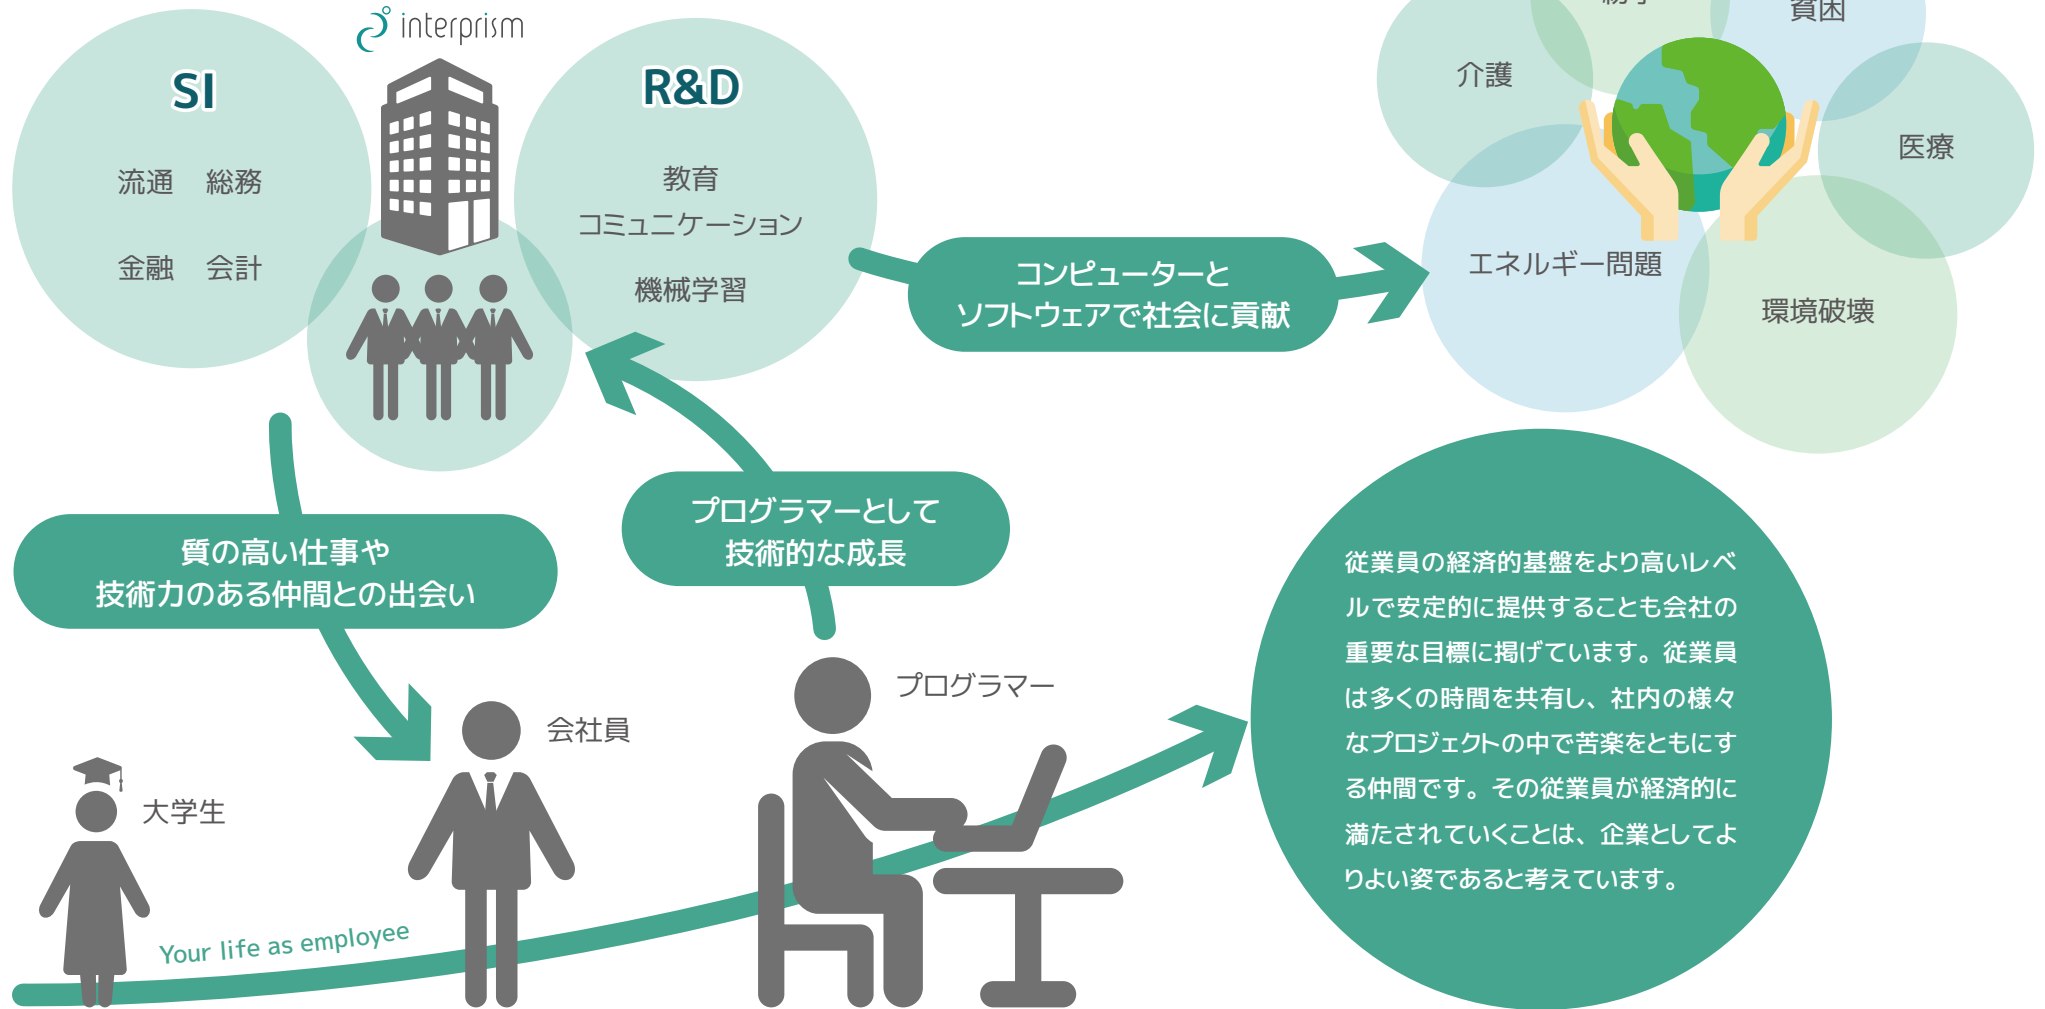 interprism
SI
流通 総務
金融 会計
R&D
教育
コミュニケーション
機械学習
コンピューターと
ソフトウェアで社会に貢献
貧困
介護
医療
エネルギー問題
環境破壊
質の高い仕事や
技術力のある仲間との出会い
プログラマーとして
技術的な成長
大学生
会社員
プログラマー
Your life as employee
従業員の経済的基盤をより高いレベ
ルで安定的に提供することも会社の
重要な目標に掲げています。従業員
は多くの時間を共有し、社内の様々
なプロジェクトの中で苦楽をともにす
る仲間です。その従業員が経済的に
満たされていくことは、企業としてよ
りよい姿であると考えています。